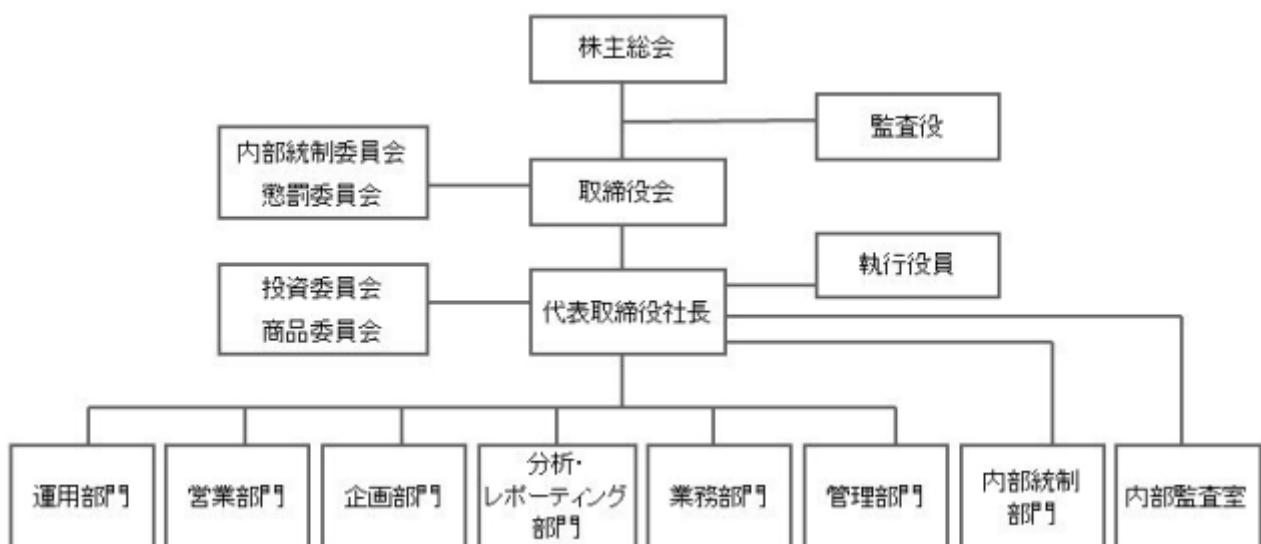 株主総会
監査役
内部統制委員会
懲罰委員会
取締役会
執行役員
投資委員会
商品委員会
代表取締役社長
運用部門
営業部門
企画部門
分析・
レポーティング
部門
業務部門
管理部門
内部統制
部門
内部監査室